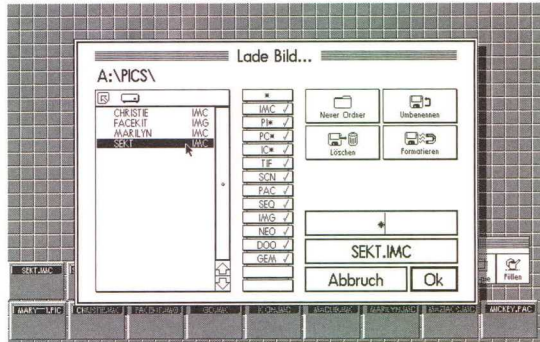 Lade Bild...
A:\PICS\
CHRISTIE IMC
FACEKIT IMG
MARILYN IMC
SEKT IMC
*
IMC ✓
PI* ✓
PC* ✓
IC* ✓
TIF ✓
SCN ✓
PAC ✓
SEQ ✓
IMG ✓
NEO ✓
DOO ✓
GEM ✓
Neuer Ordner
Umbenennen
Löschen
Formatieren
SEKT.IMC
Abbruch
Ok
SEKT.IMC
Füllen
MICKEY.PAC